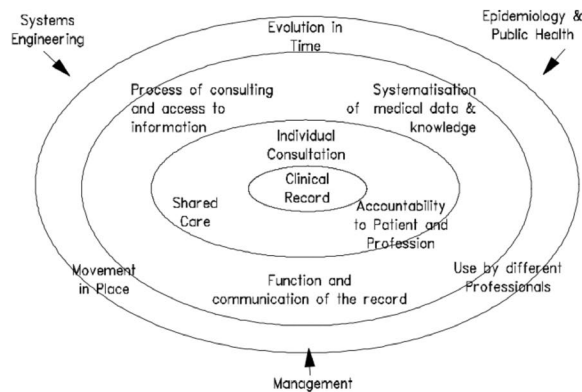 Systems
Engineering
Epidemiology &
Public Health
Evolution in
Time
Process of consulting
and access to
information
Systematisation
of medical data &
knowledge
Individual
Consultation
Clinical
Record
Shared
Care
Accountability
to Patient and
Profession
Movement
in Place
Function and
communication of the record
Use by different
Professionals
Management